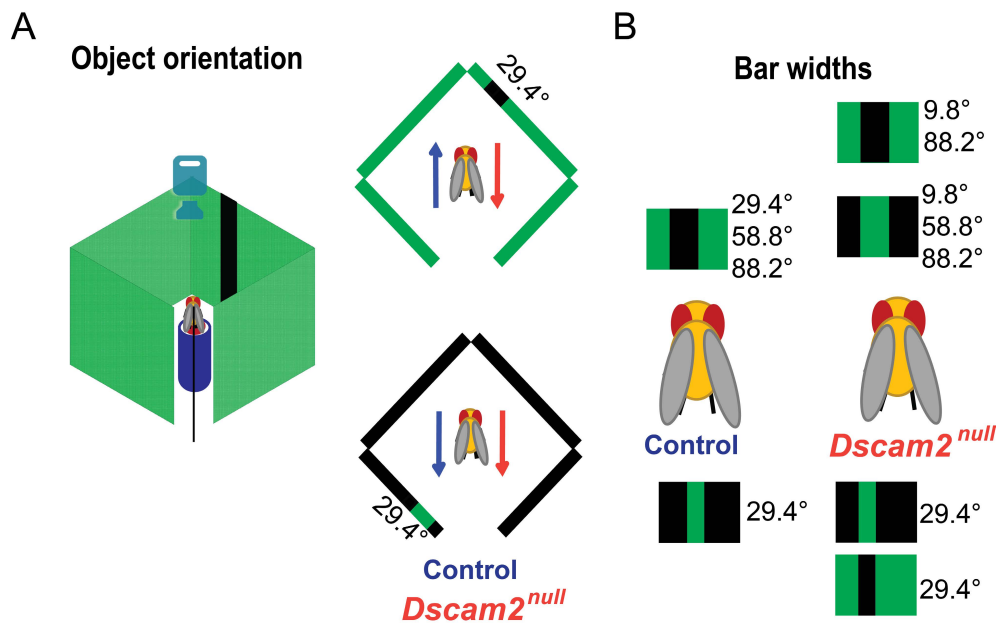 A
Object orientation
29.4°
29.4°
Control
Dscam2null
B
Bar widths
9.8°
88.2°
29.4°
58.8°
88.2°
9.8°
58.8°
88.2°
Control
Dscam2null
29.4°
29.4°
29.4°